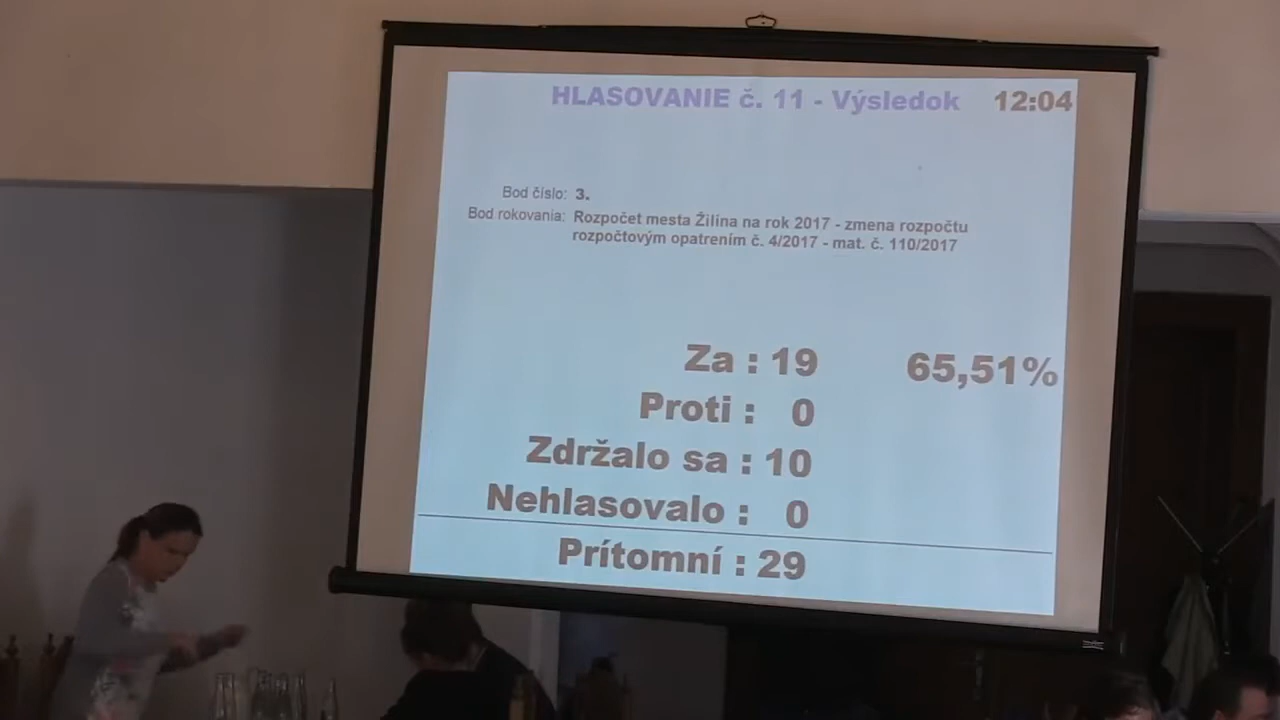 HLASOVANIE č. 11 - Výsledok 12:04
Bod číslo: 3.
Bod rokovania: Rozpočet mesta Žilina na rok 2017 - zmena rozpočtu
rozpočtovým opatrením č. 4/2017 - mat. č. 110/2017
Za : 19 65,51%
Proti : 0
Zdržalo sa : 10
Nehlasovalo : 0
Prítomní : 29